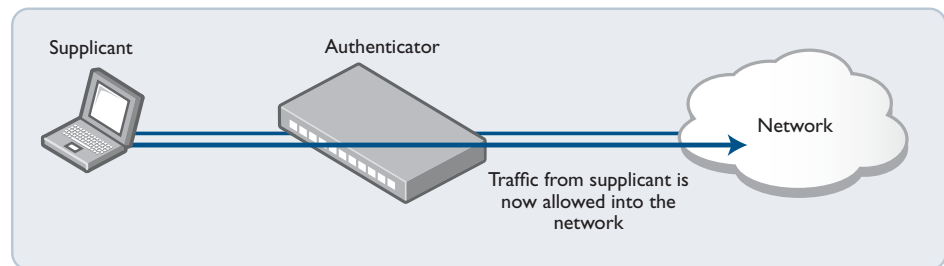 Supplicant
Authenticator
Network
Traffic from supplicant is
now allowed into the
network